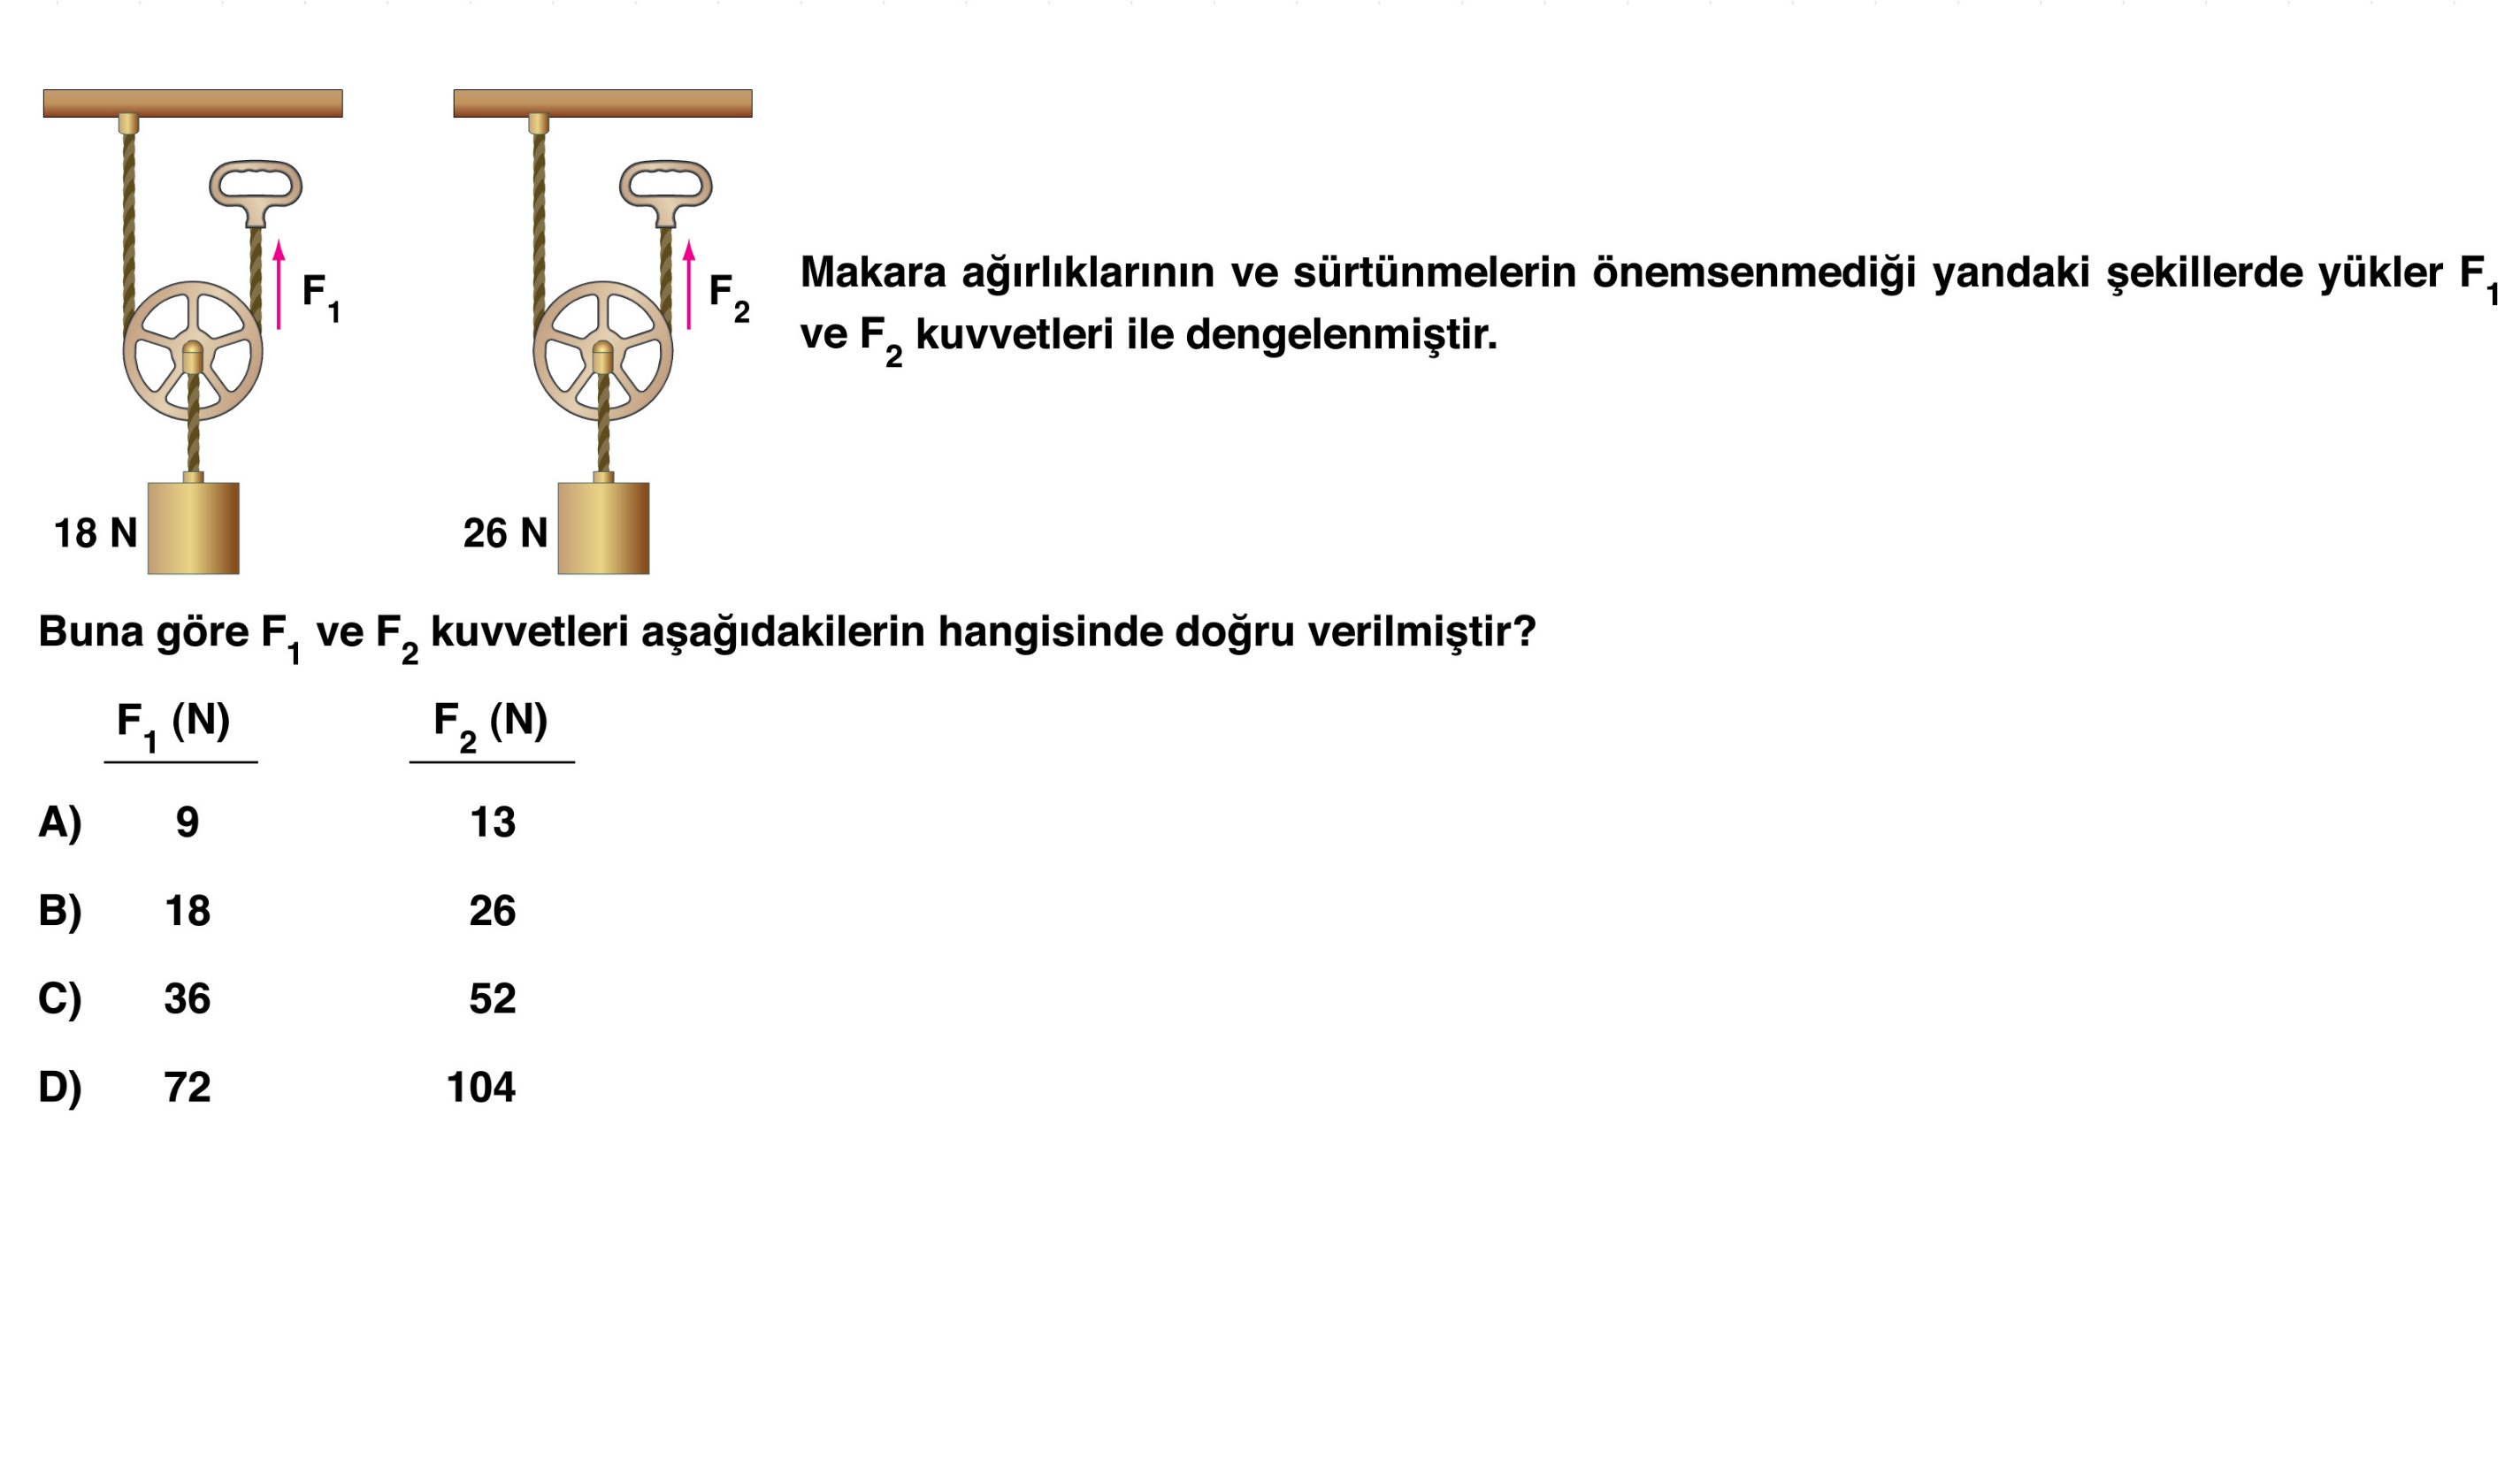 F1
F2
18 N
26 N
Makara ağırlıklarının ve sürtünmelerin önemsenmediği yandaki şekillerde yükler F1
ve F2 kuvvetleri ile dengelenmiştir.
Buna göre F1 ve F2 kuvvetleri aşağıdakilerin hangisinde doğru verilmiştir?
F1 (N) F2 (N)
A) 9 13
B) 18 26
C) 36 52
D) 72 104